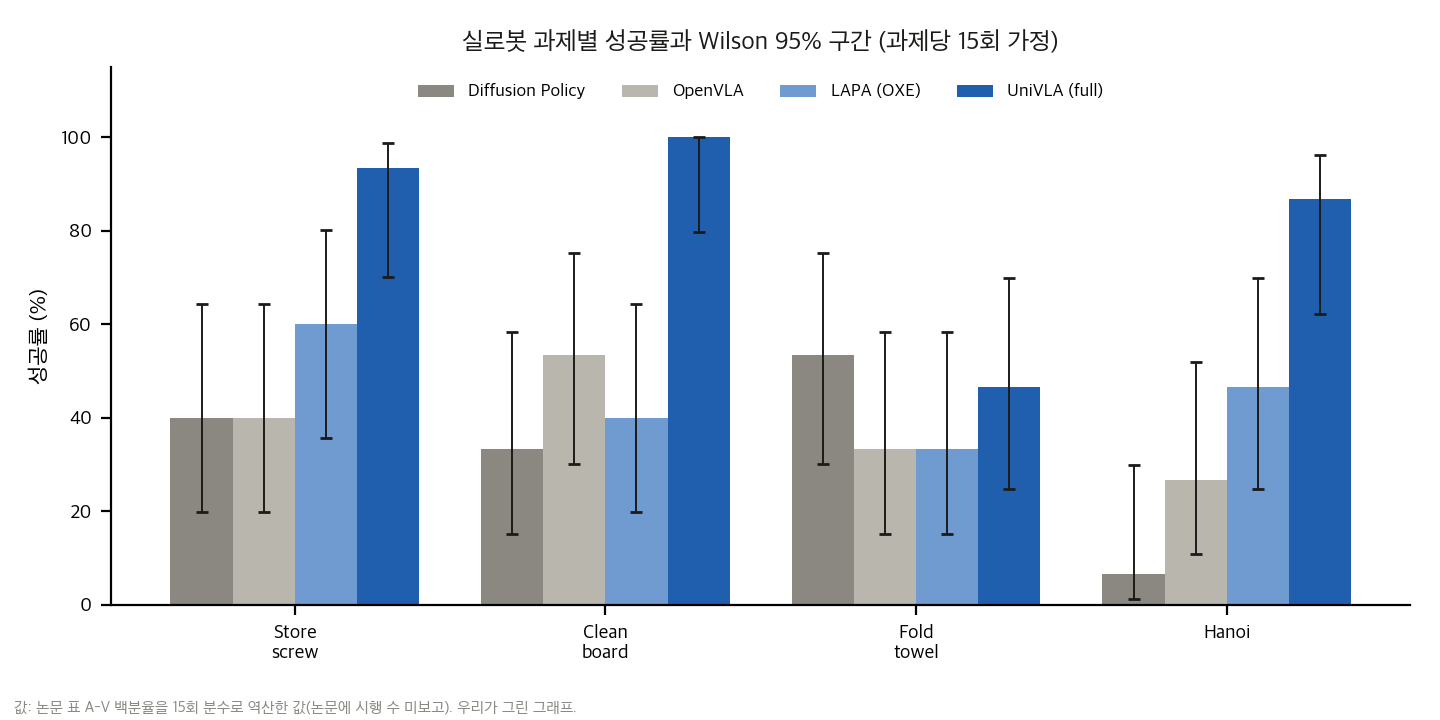 실로봇 과제별 성공률과 Wilson 95% 구간 (과제당 15회 가정)
Diffusion Policy
OpenVLA
LAPA (OXE)
UniVLA (full)
성공률 (%)
100
80
60
40
20
0
Store
screw
Clean
board
Fold
towel
Hanoi
값: 논문 표 A-V 백분율을 15회 분수로 역산한 값(논문에 시행 수 미보고). 우리가 그린 그래프.